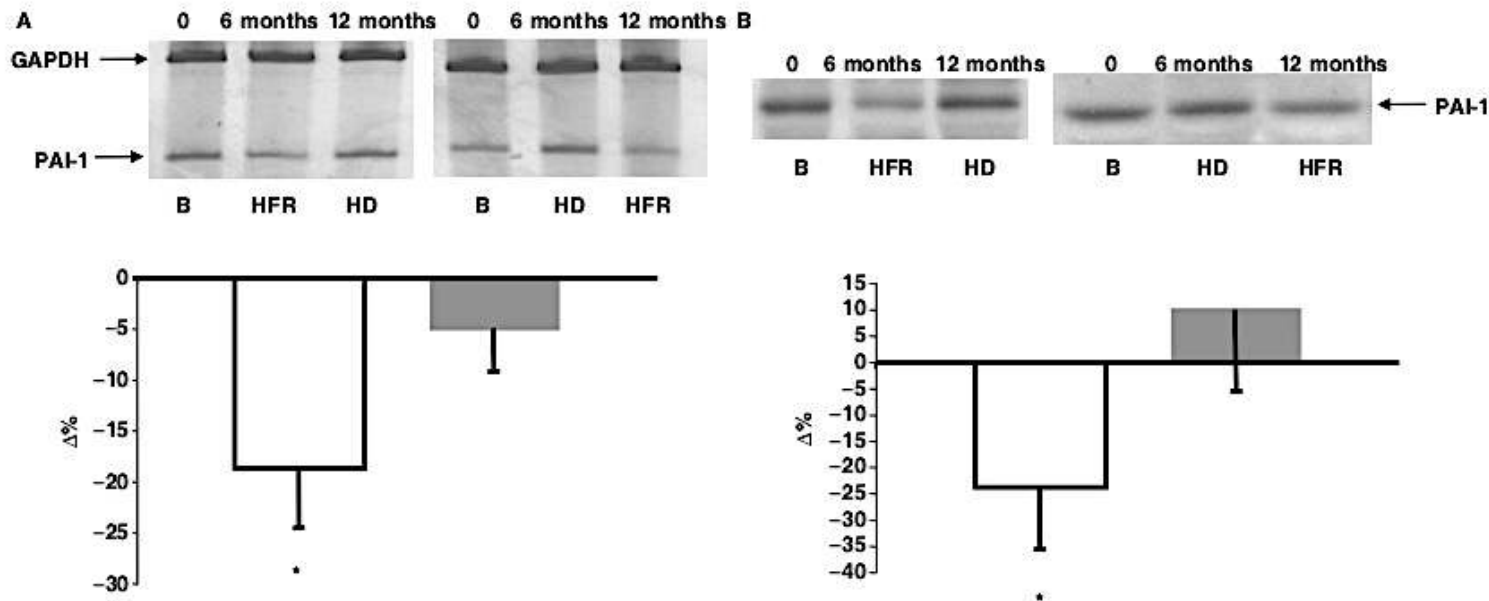 A 0 6 months 12 months 0 6 months 12 months B
GAPDH
PAI-1
B HFR HD B HD HFR
0 6 months 12 months 0 6 months 12 months
PAI-1
B HFR HD B HD HFR
0
−5
−10
−15
−20
−25
−30
Δ%
*
15
10
5
0
−5
−10
−15
−20
−25
−30
−35
−40
Δ%
*